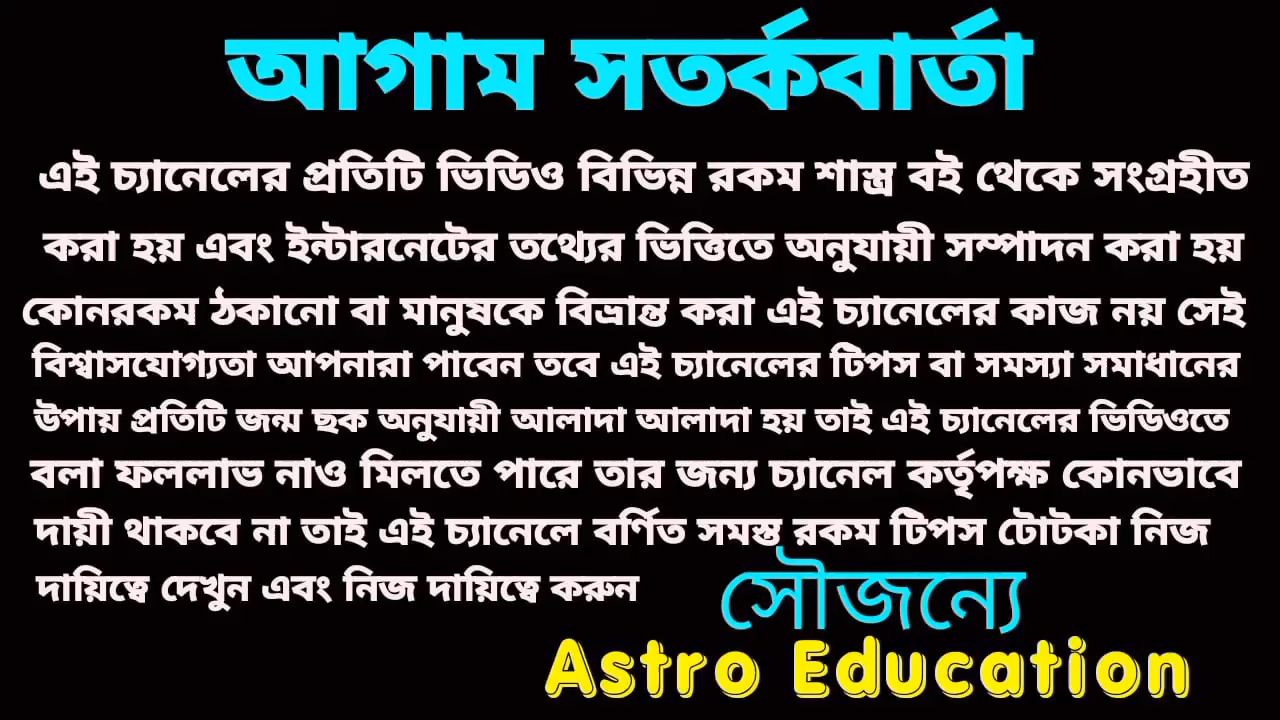 আগাম সতর্কবার্তা
এই চ্যানেলের প্রতিটি ভিডিও বিভিন্ন রকম শাস্ত্র বই থেকে সংগ্রহীত
করা হয় এবং ইন্টারনেটের তথ্যের ভিত্তিতে অনুযায়ী সম্পাদন করা হয়
কোনরকম ঠকানো বা মানুষকে বিভ্রান্ত করা এই চ্যানেলের কাজ নয় সেই
বিশ্বাসযোগ্যতা আপনারা পাবেন তবে এই চ্যানেলের টিপস বা সমস্যা সমাধানের
উপায় প্রতিটি জন্ম ছক অনুযায়ী আলাদা আলাদা হয় তাই এই চ্যানেলের ভিডিওতে
বলা ফললাভ নাও মিলতে পারে তার জন্য চ্যানেল কর্তৃপক্ষ কোনভাবে
দায়ী থাকবে না তাই এই চ্যানেলে বর্ণিত সমস্ত রকম টিপস টোটকা নিজ
দায়িত্বে দেখুন এবং নিজ দায়িত্বে করুন
সৌজন্যে
Astro Education